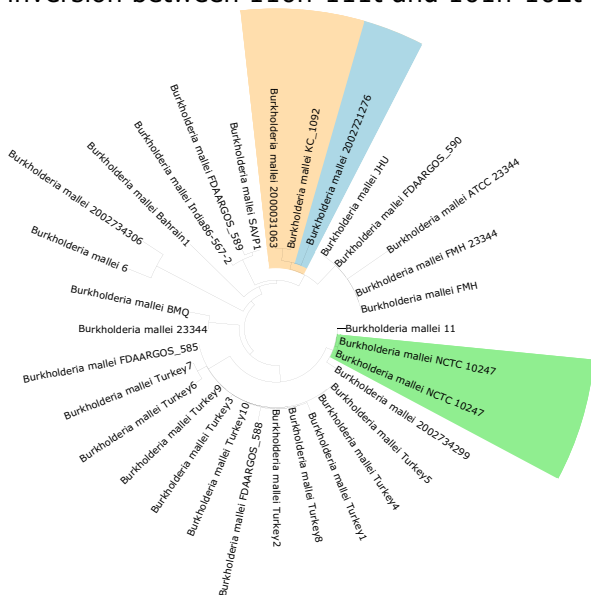 inversion between and
Burkholderia mallei 2000031063
Burkholderia mallei KC_1092
Burkholderia mallei 2002721276
Burkholderia mallei JHU
Burkholderia mallei FDAARGOS_590
Burkholderia mallei ATCC 23344
Burkholderia mallei FMH 23344
Burkholderia mallei FMH
Burkholderia mallei 11
Burkholderia mallei NCTC 10247
Burkholderia mallei NCTC 10247
Burkholderia mallei 2002734299
Burkholderia mallei Turkey5
Burkholderia mallei Turkey4
Burkholderia mallei Turkey1
Burkholderia mallei Turkey8
Burkholderia mallei Turkey2
Burkholderia mallei FDAARGOS_588
Burkholderia mallei Turkey10
Burkholderia mallei Turkey3
Burkholderia mallei Turkey9
Burkholderia mallei Turkey6
Burkholderia mallei Turkey7
Burkholderia mallei FDAARGOS_585
Burkholderia mallei 23344
Burkholderia mallei BMQ
Burkholderia mallei 6
Burkholderia mallei 2002734306
Burkholderia mallei Bahrain1
Burkholderia mallei India86-567-2
Burkholderia mallei FDAARGOS_589
Burkholderia mallei SAVP1